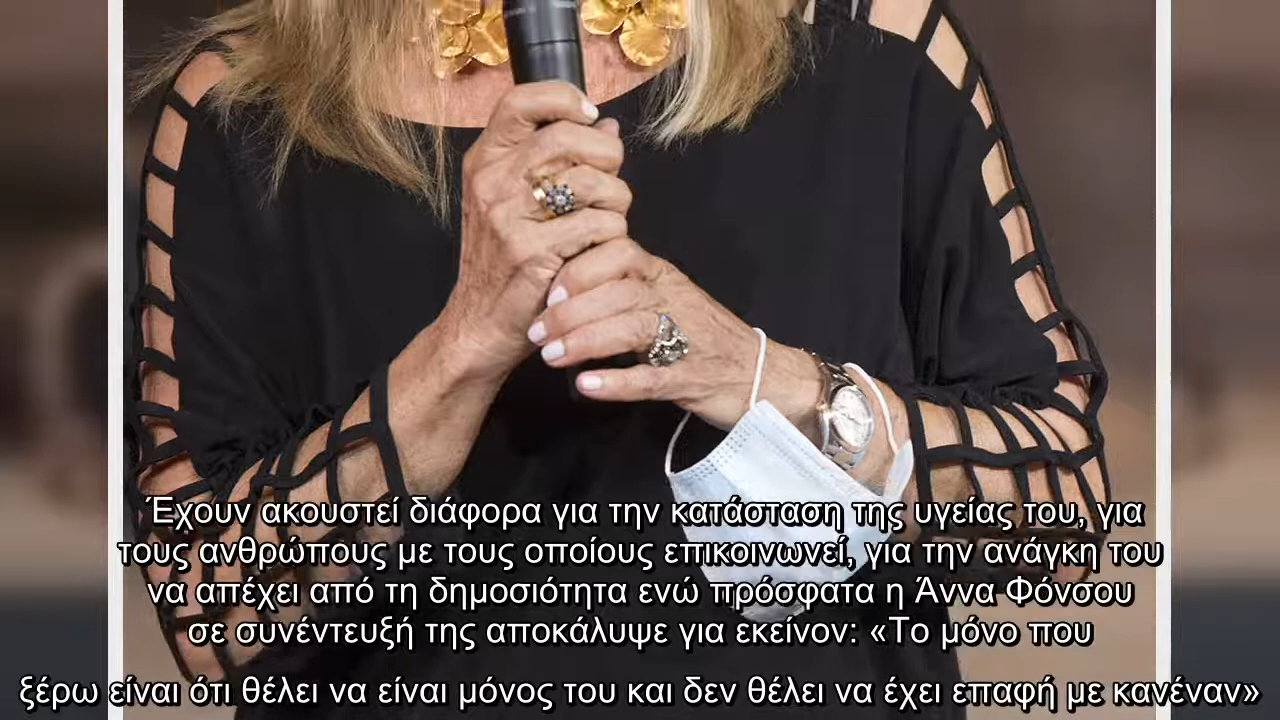 Έχουν ακουστεί διάφορα για την κατάσταση της υγείας του, για
τους ανθρώπους με τους οποίους επικοινωνεί, για την ανάγκη του
να απέχει από τη δημοσιότητα ενώ πρόσφατα η Άννα Φόνσου
σε συνέντευξή της αποκάλυψε για εκείνον: «Το μόνο που
ξέρω είναι ότι θέλει να είναι μόνος του και δεν θέλει να έχει επαφή με κανέναν»